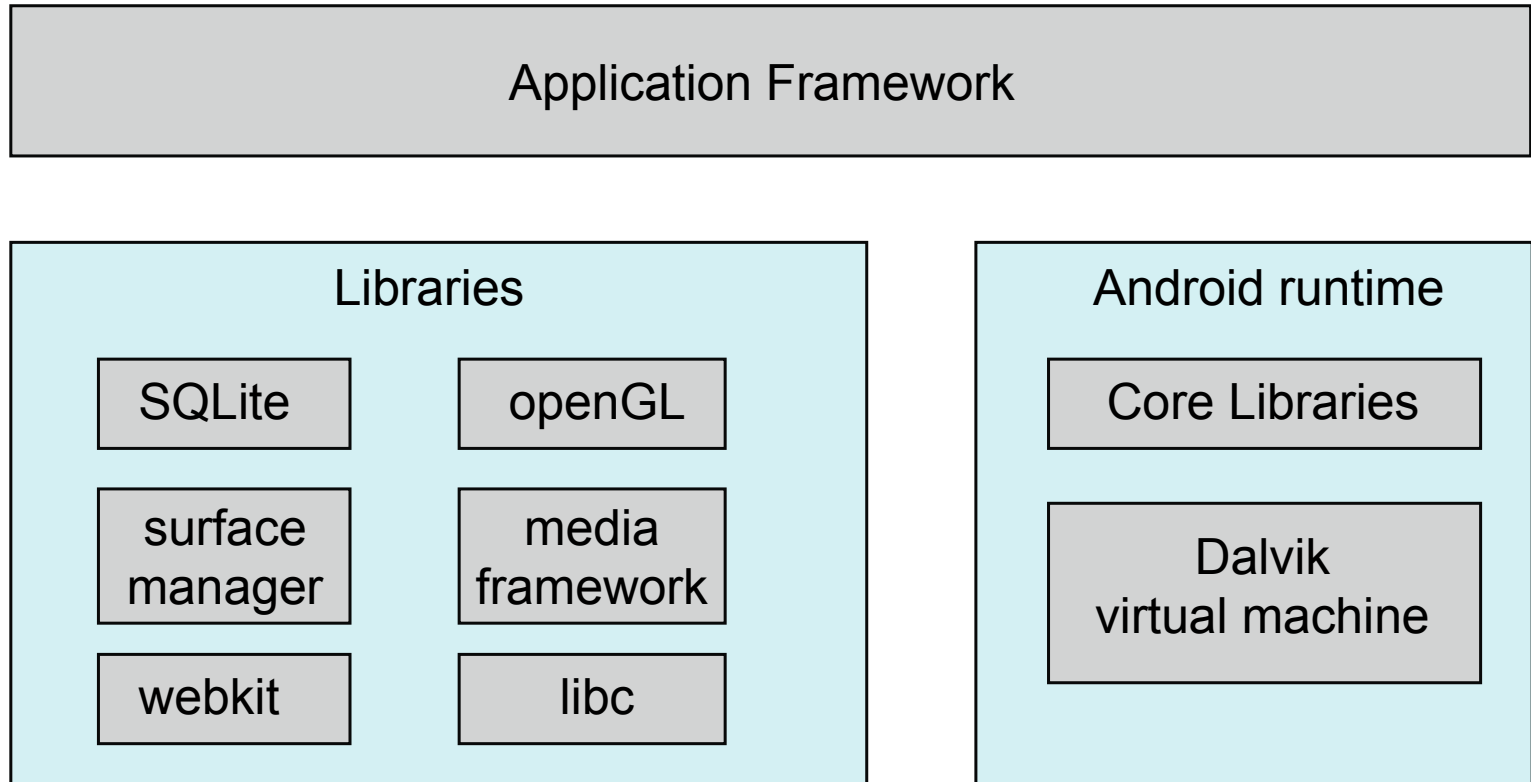 Application Framework
Libraries
SQLite
openGL
surface
manager
media
framework
webkit
libc
Android runtime
Core Libraries
Dalvik
virtual machine